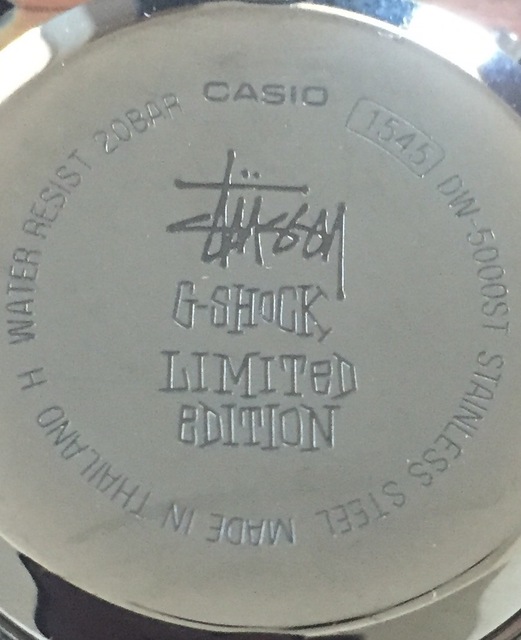 CASIO
1545
DW-5000ST STAINLESS STEEL MADE IN THAILAND H WATER RESIST 20BAR
Stüssy
G-SHOCK
LIMITeD
eDITION